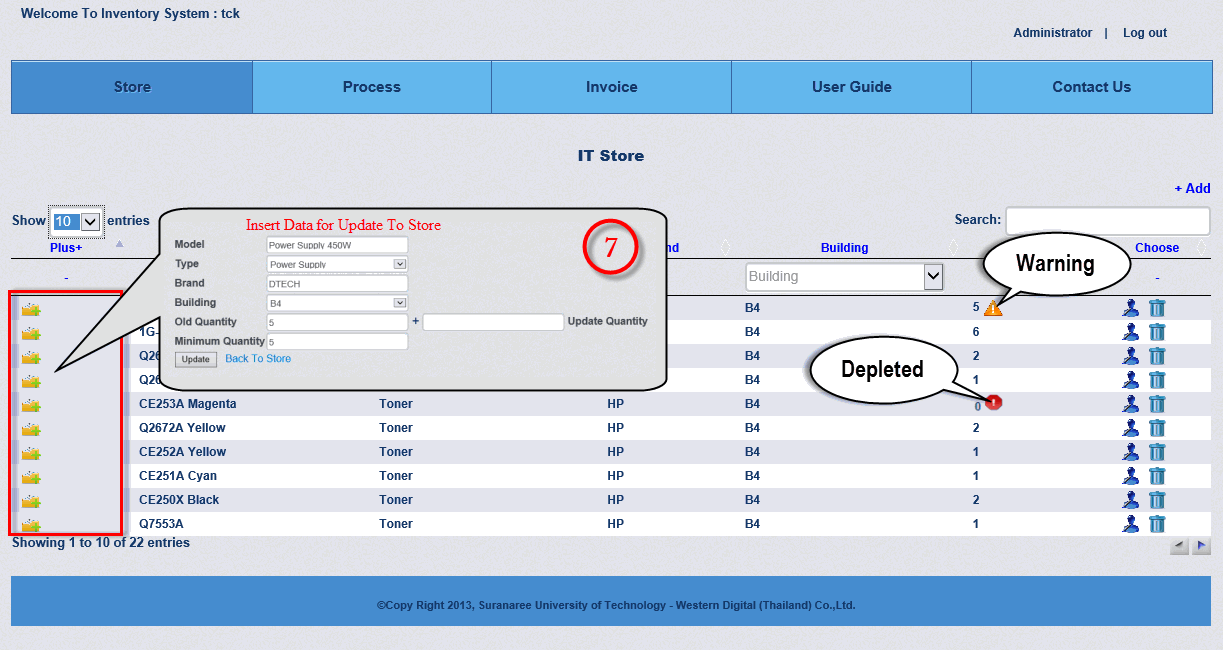 Welcome To Inventory System : tck
Administrator | Log out
Store Process Invoice User Guide Contact Us
IT Store
+ Add
Show 10 entries
Search:
Plus+ nd Building Choose
- Building -
Insert Data for Update To Store
7
Model Power Supply 450W
Type Power Supply
Brand DTECH
Building B4
Old Quantity 5 + Update Quantity
Minimum Quantity 5
Update Back To Store
Warning
Depleted
B4 5
1G- B4 6
Q26 B4 2
Q26 B4 1
CE253A Magenta Toner HP B4 0
Q2672A Yellow Toner HP B4 2
CE252A Yellow Toner HP B4 1
CE251A Cyan Toner HP B4 1
CE250X Black Toner HP B4 2
Q7553A Toner HP B4 1
Showing 1 to 10 of 22 entries
©Copy Right 2013, Suranaree University of Technology - Western Digital (Thailand) Co.,Ltd.